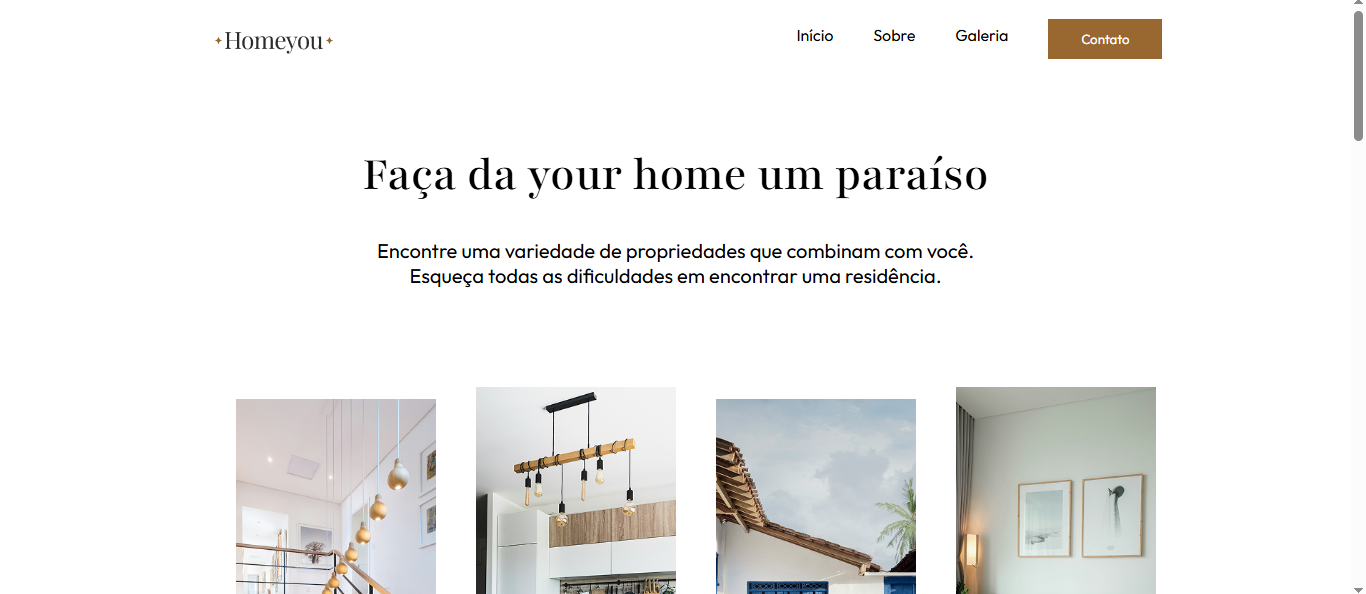 Homeyou
Início
Sobre
Galeria
Contato
Faça da your home um paraíso
Encontre uma variedade de propriedades que combinam com você.
Esqueça todas as dificuldades em encontrar uma residência.